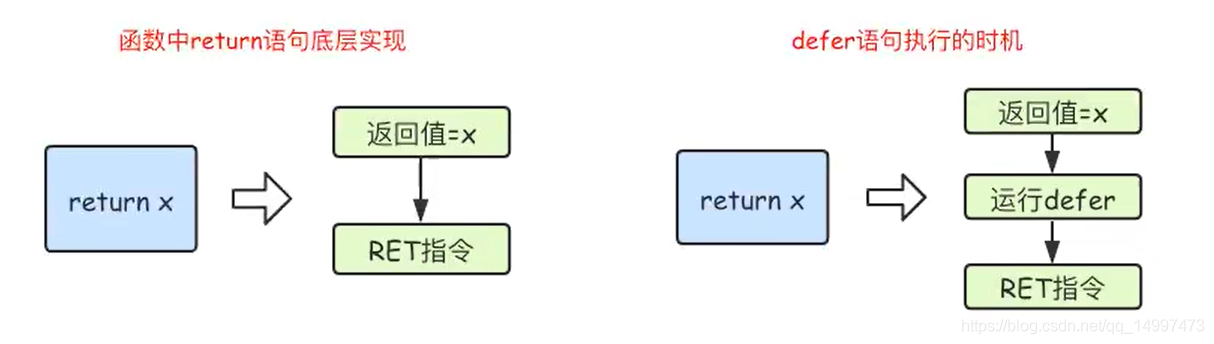 函数中return语句底层实现
return x
返回值=x
RET指令
defer语句执行的时机
return x
返回值=x
运行defer
RET指令
https://blog.csdn.net/qq_14997473